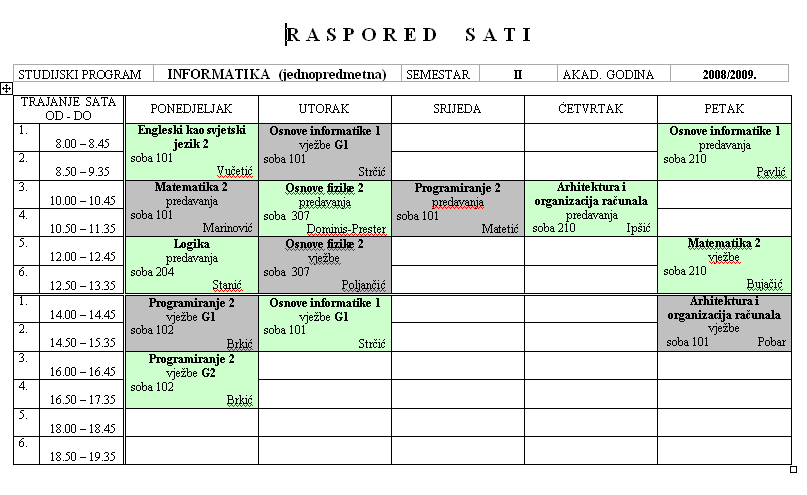 RASPORED SATI
STUDIJSKI PROGRAM INFORMATIKA (jednopredmetna) SEMESTAR II AKAD. GODINA 2008/2009.
TRAJANJE SATA
OD - DO
PONEDJELJAK UTORAK SRIJEDA ČETVRTAK PETAK
1. 8.00 – 8.45
2. 8.50 – 9.35
Engleski kao svjetski
jezik 2
soba 101
Vučetić
Osnove informatike 1
vježbe G1
soba 101
Strčić
Osnove informatike 1
predavanja
soba 210
Pavlić
3. 10.00 – 10.45
4. 10.50 – 11.35
Matematika 2
predavanja
soba 101
Marinović
Osnove fizike 2
predavanja
soba 307
Dominis-Prester
Programiranje 2
predavanja
soba 101
Matetić
Arhitektura i
organizacija računala
predavanja
soba 210 Ipšić
5. 12.00 – 12.45
6. 12.50 – 13.35
Logika
predavanja
soba 204
Stanić
Osnove fizike 2
vježbe
soba 307
Poljančić
Matematika 2
vježbe
soba 210
Bujačić
1. 14.00 – 14.45
2. 14.50 – 15.35
Programiranje 2
vježbe G1
soba 102
Brkić
Osnove informatike 1
vježbe G1
soba 101
Strčić
Arhitektura i
organizacija računala
vježbe
soba 101 Pobar
3. 16.00 – 16.45
4. 16.50 – 17.35
Programiranje 2
vježbe G2
soba 102
Brkić
5. 18.00 – 18.45
6. 18.50 – 19.35